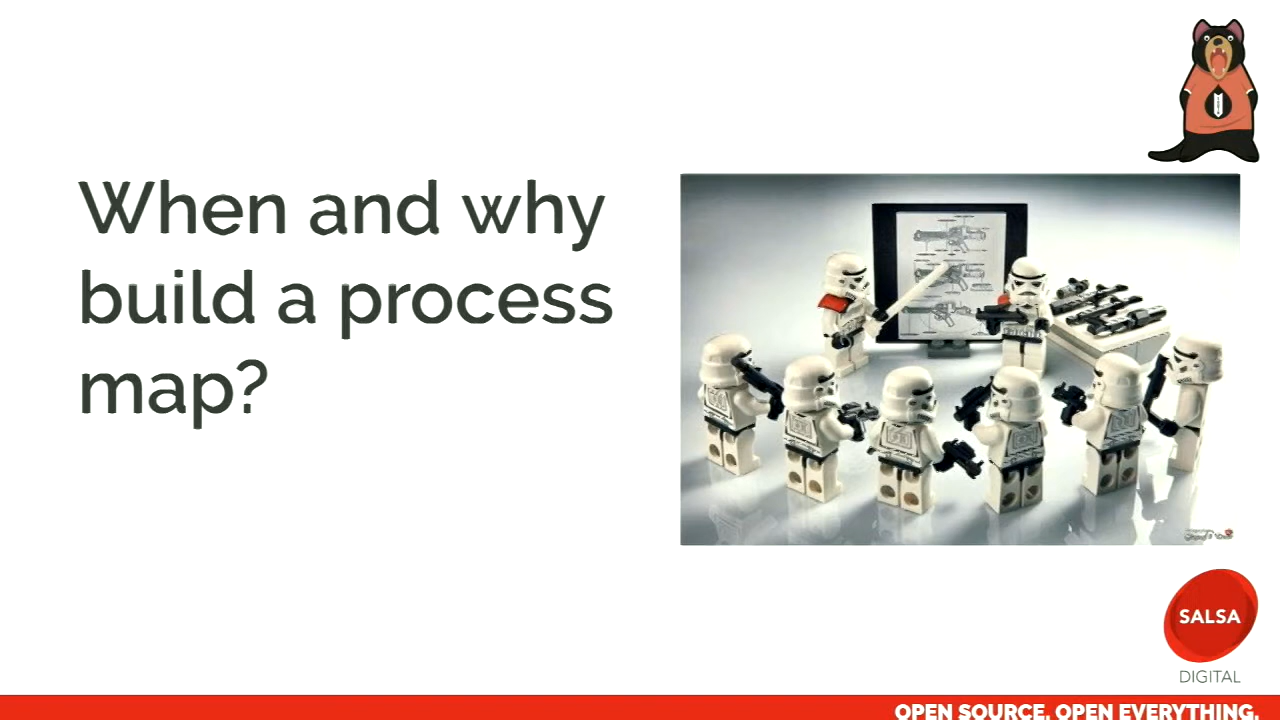 When and why
build a process
map?
SALSA
DIGITAL
OPEN SOURCE. OPEN EVERYTHING.